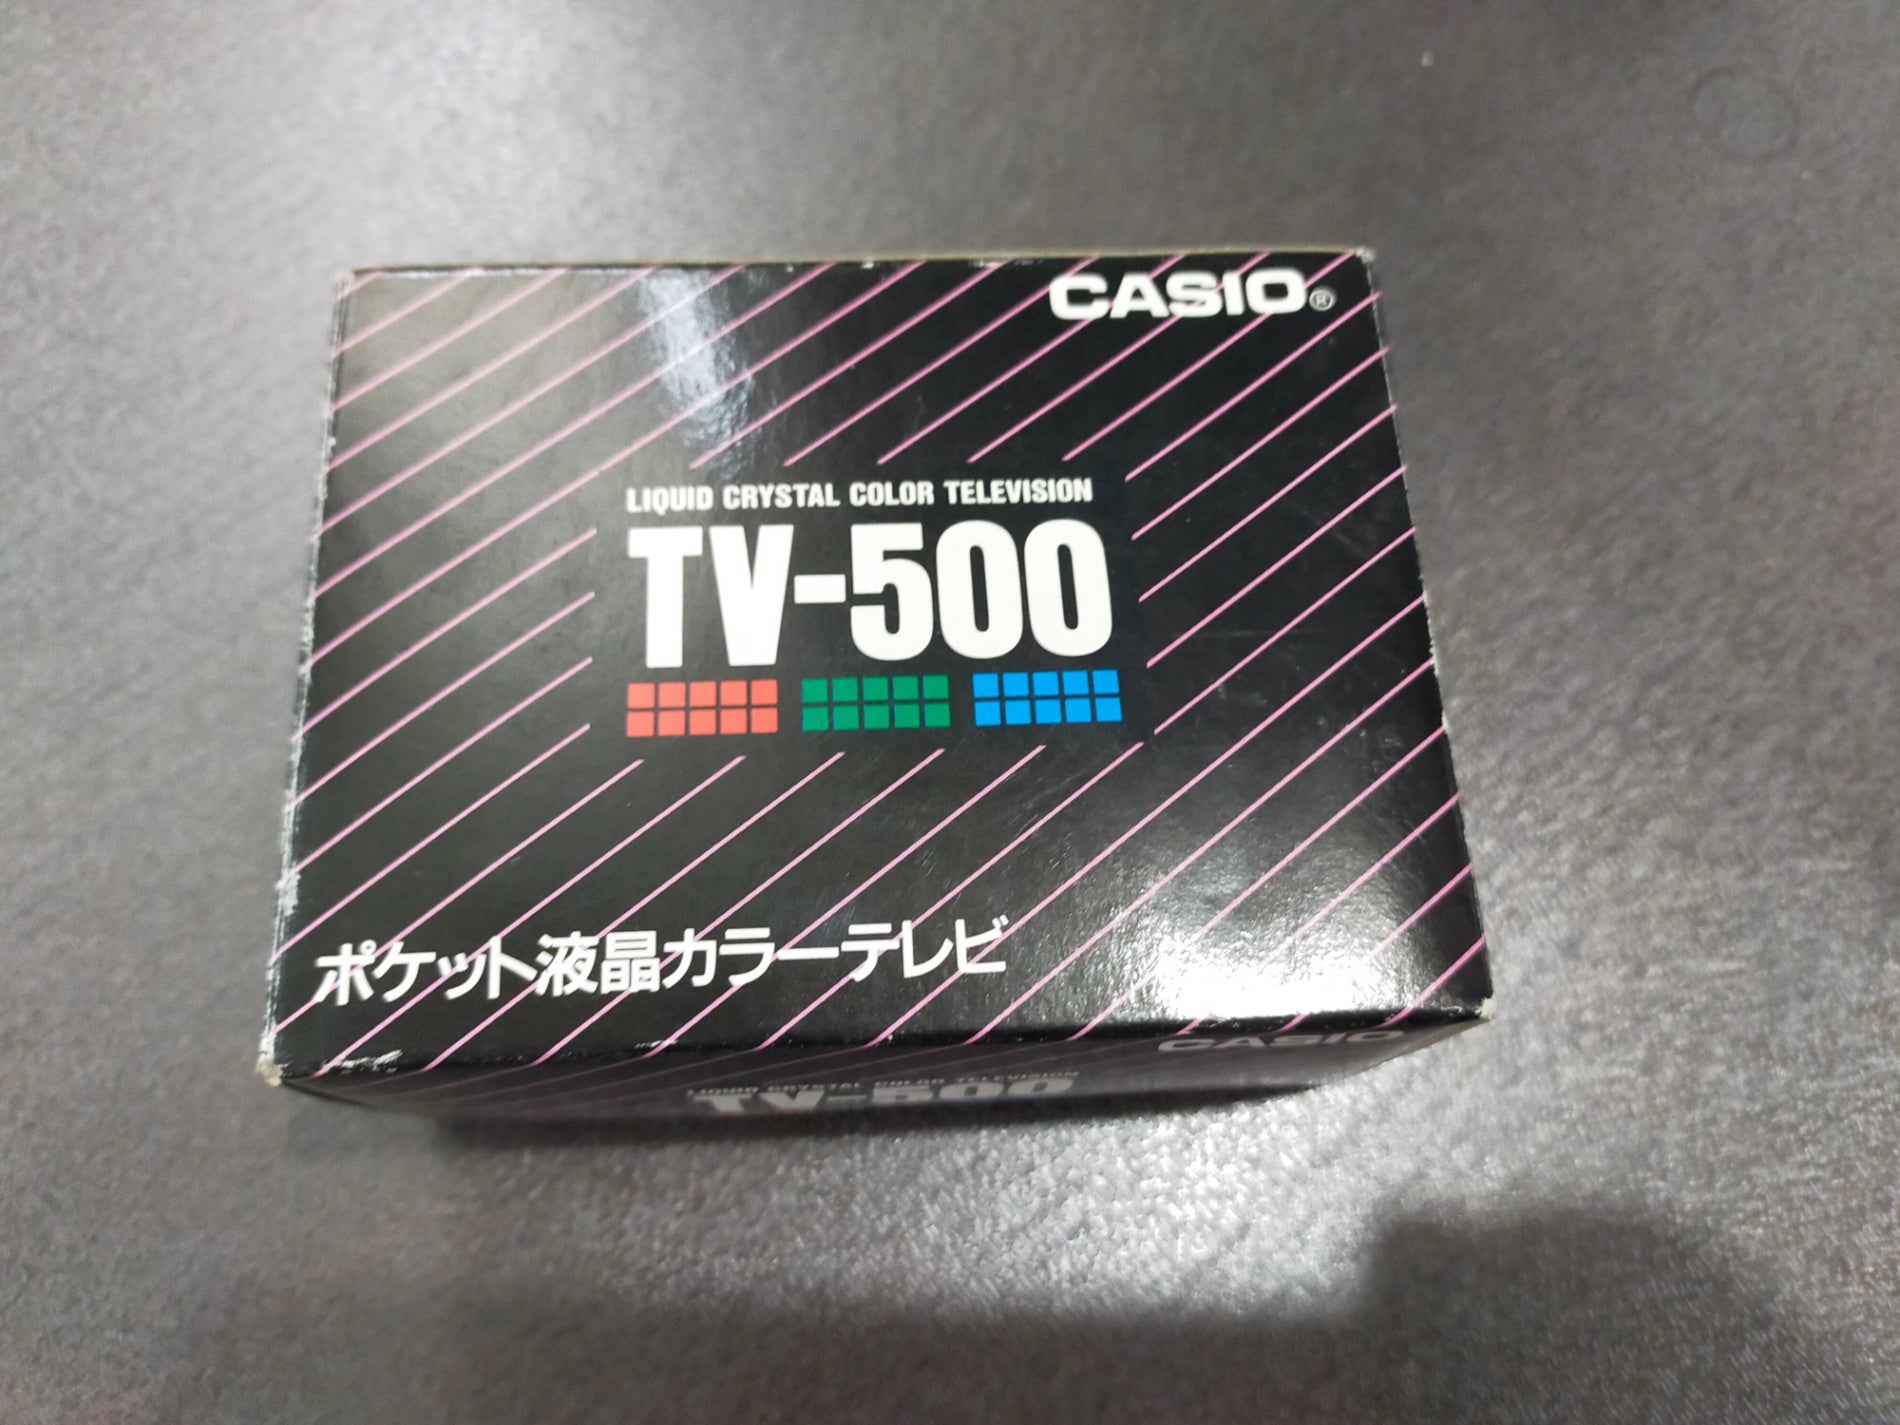 CASIO®
LIQUID CRYSTAL COLOR TELEVISION
TV-500
ポケット液晶カラーテレビ
CASIO
LIQUID CRYSTAL COLOR TELEVISION
TV-500